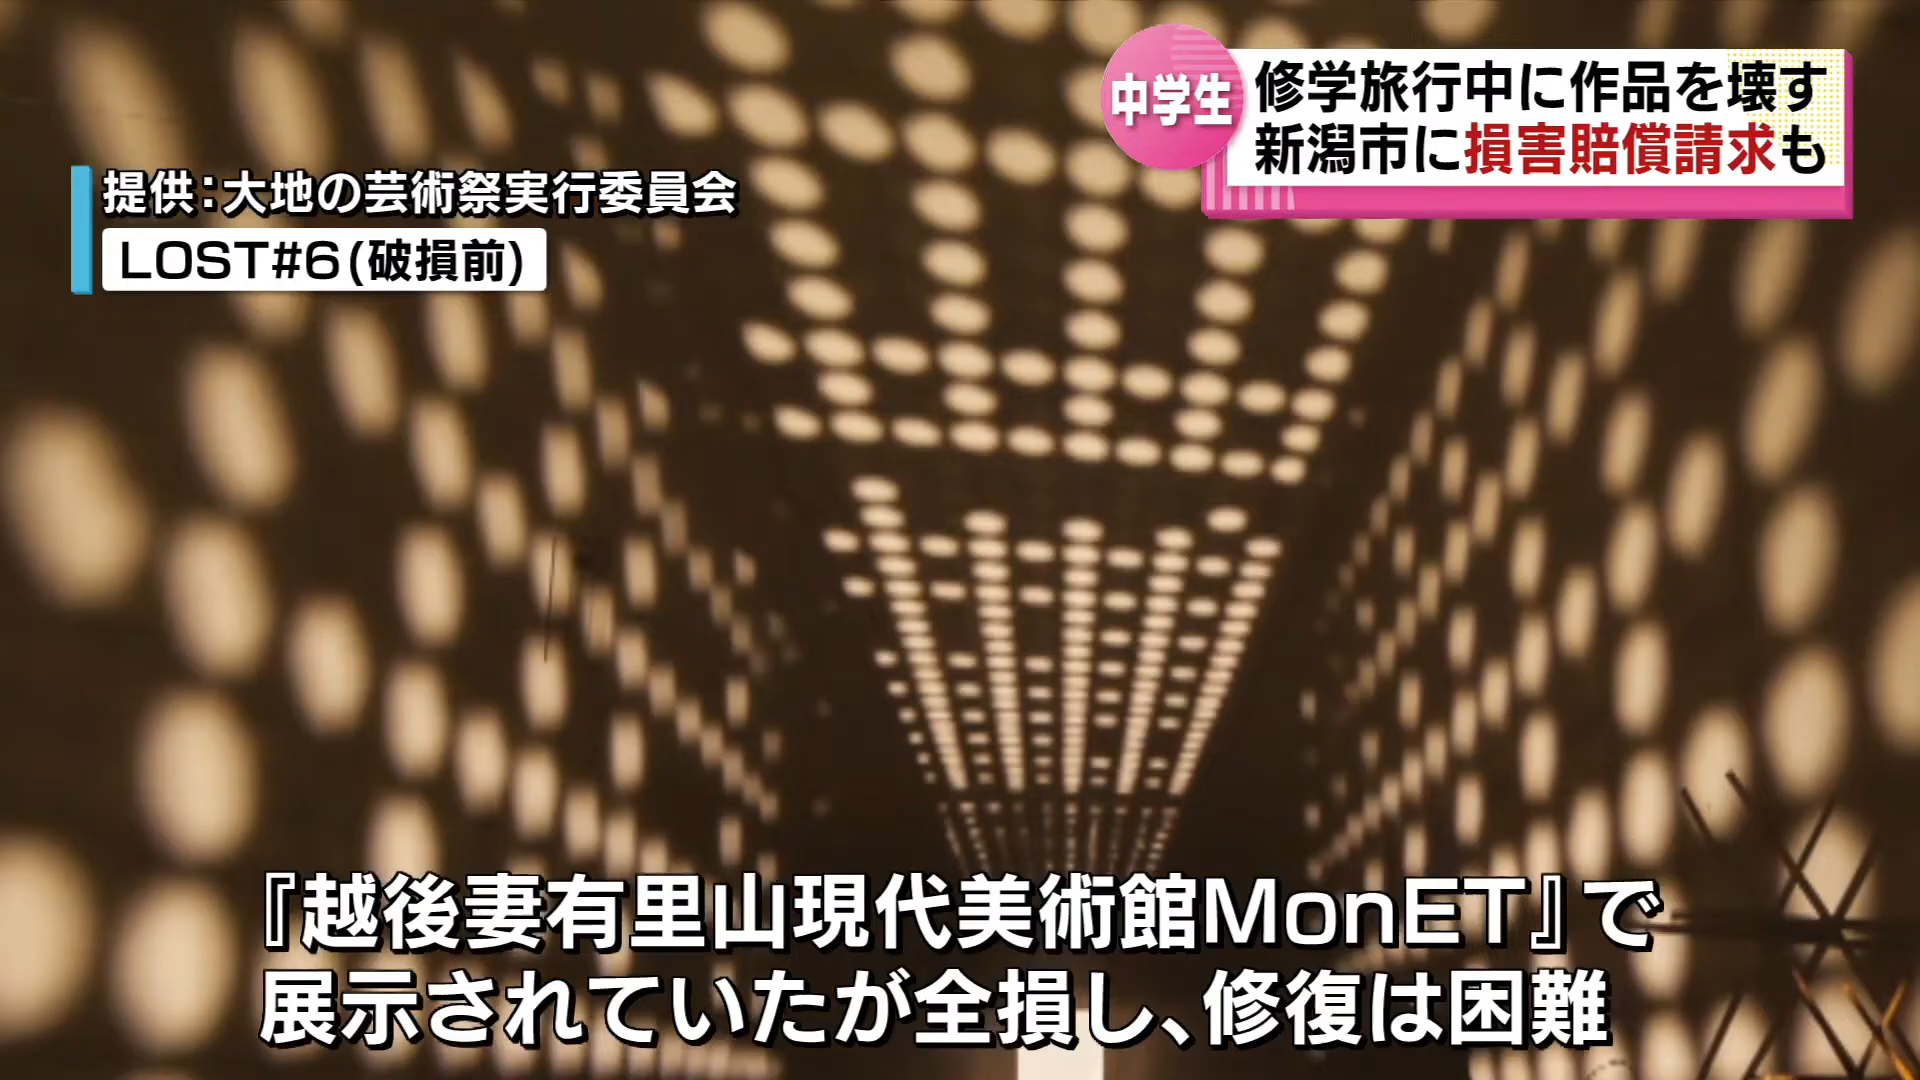 中学生
修学旅行中に作品を壊す
新潟市に損害賠償請求も
提供：大地の芸術祭実行委員会
LOST#6(破損前)
『越後妻有里山現代美術館MonET』で
展示されていたが全損し、修復は困難